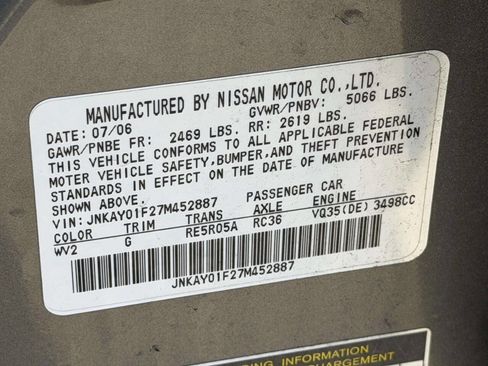 MANUFACTURED BY NISSAN MOTOR CO.,LTD.
DATE: 07/06 GVWR/PNBV: 5066 LBS.
GAWR/PNBE FR: 2469 LBS. RR: 2619 LBS.
THIS VEHICLE CONFORMS TO ALL APPLICABLE FEDERAL
MOTOR VEHICLE SAFETY, BUMPER, AND THEFT PREVENTION
STANDARDS IN EFFECT ON THE DATE OF MANUFACTURE
SHOWN ABOVE.
VIN: JNKAY01F27M452887 PASSENGER CAR
COLOR TRIM TRANS AXLE ENGINE
WV2 G RE5R05A RC36 VQ35(DE) 3498CC
JNKAY01F27M452887
ING INFORMATION
CHARGEMENT